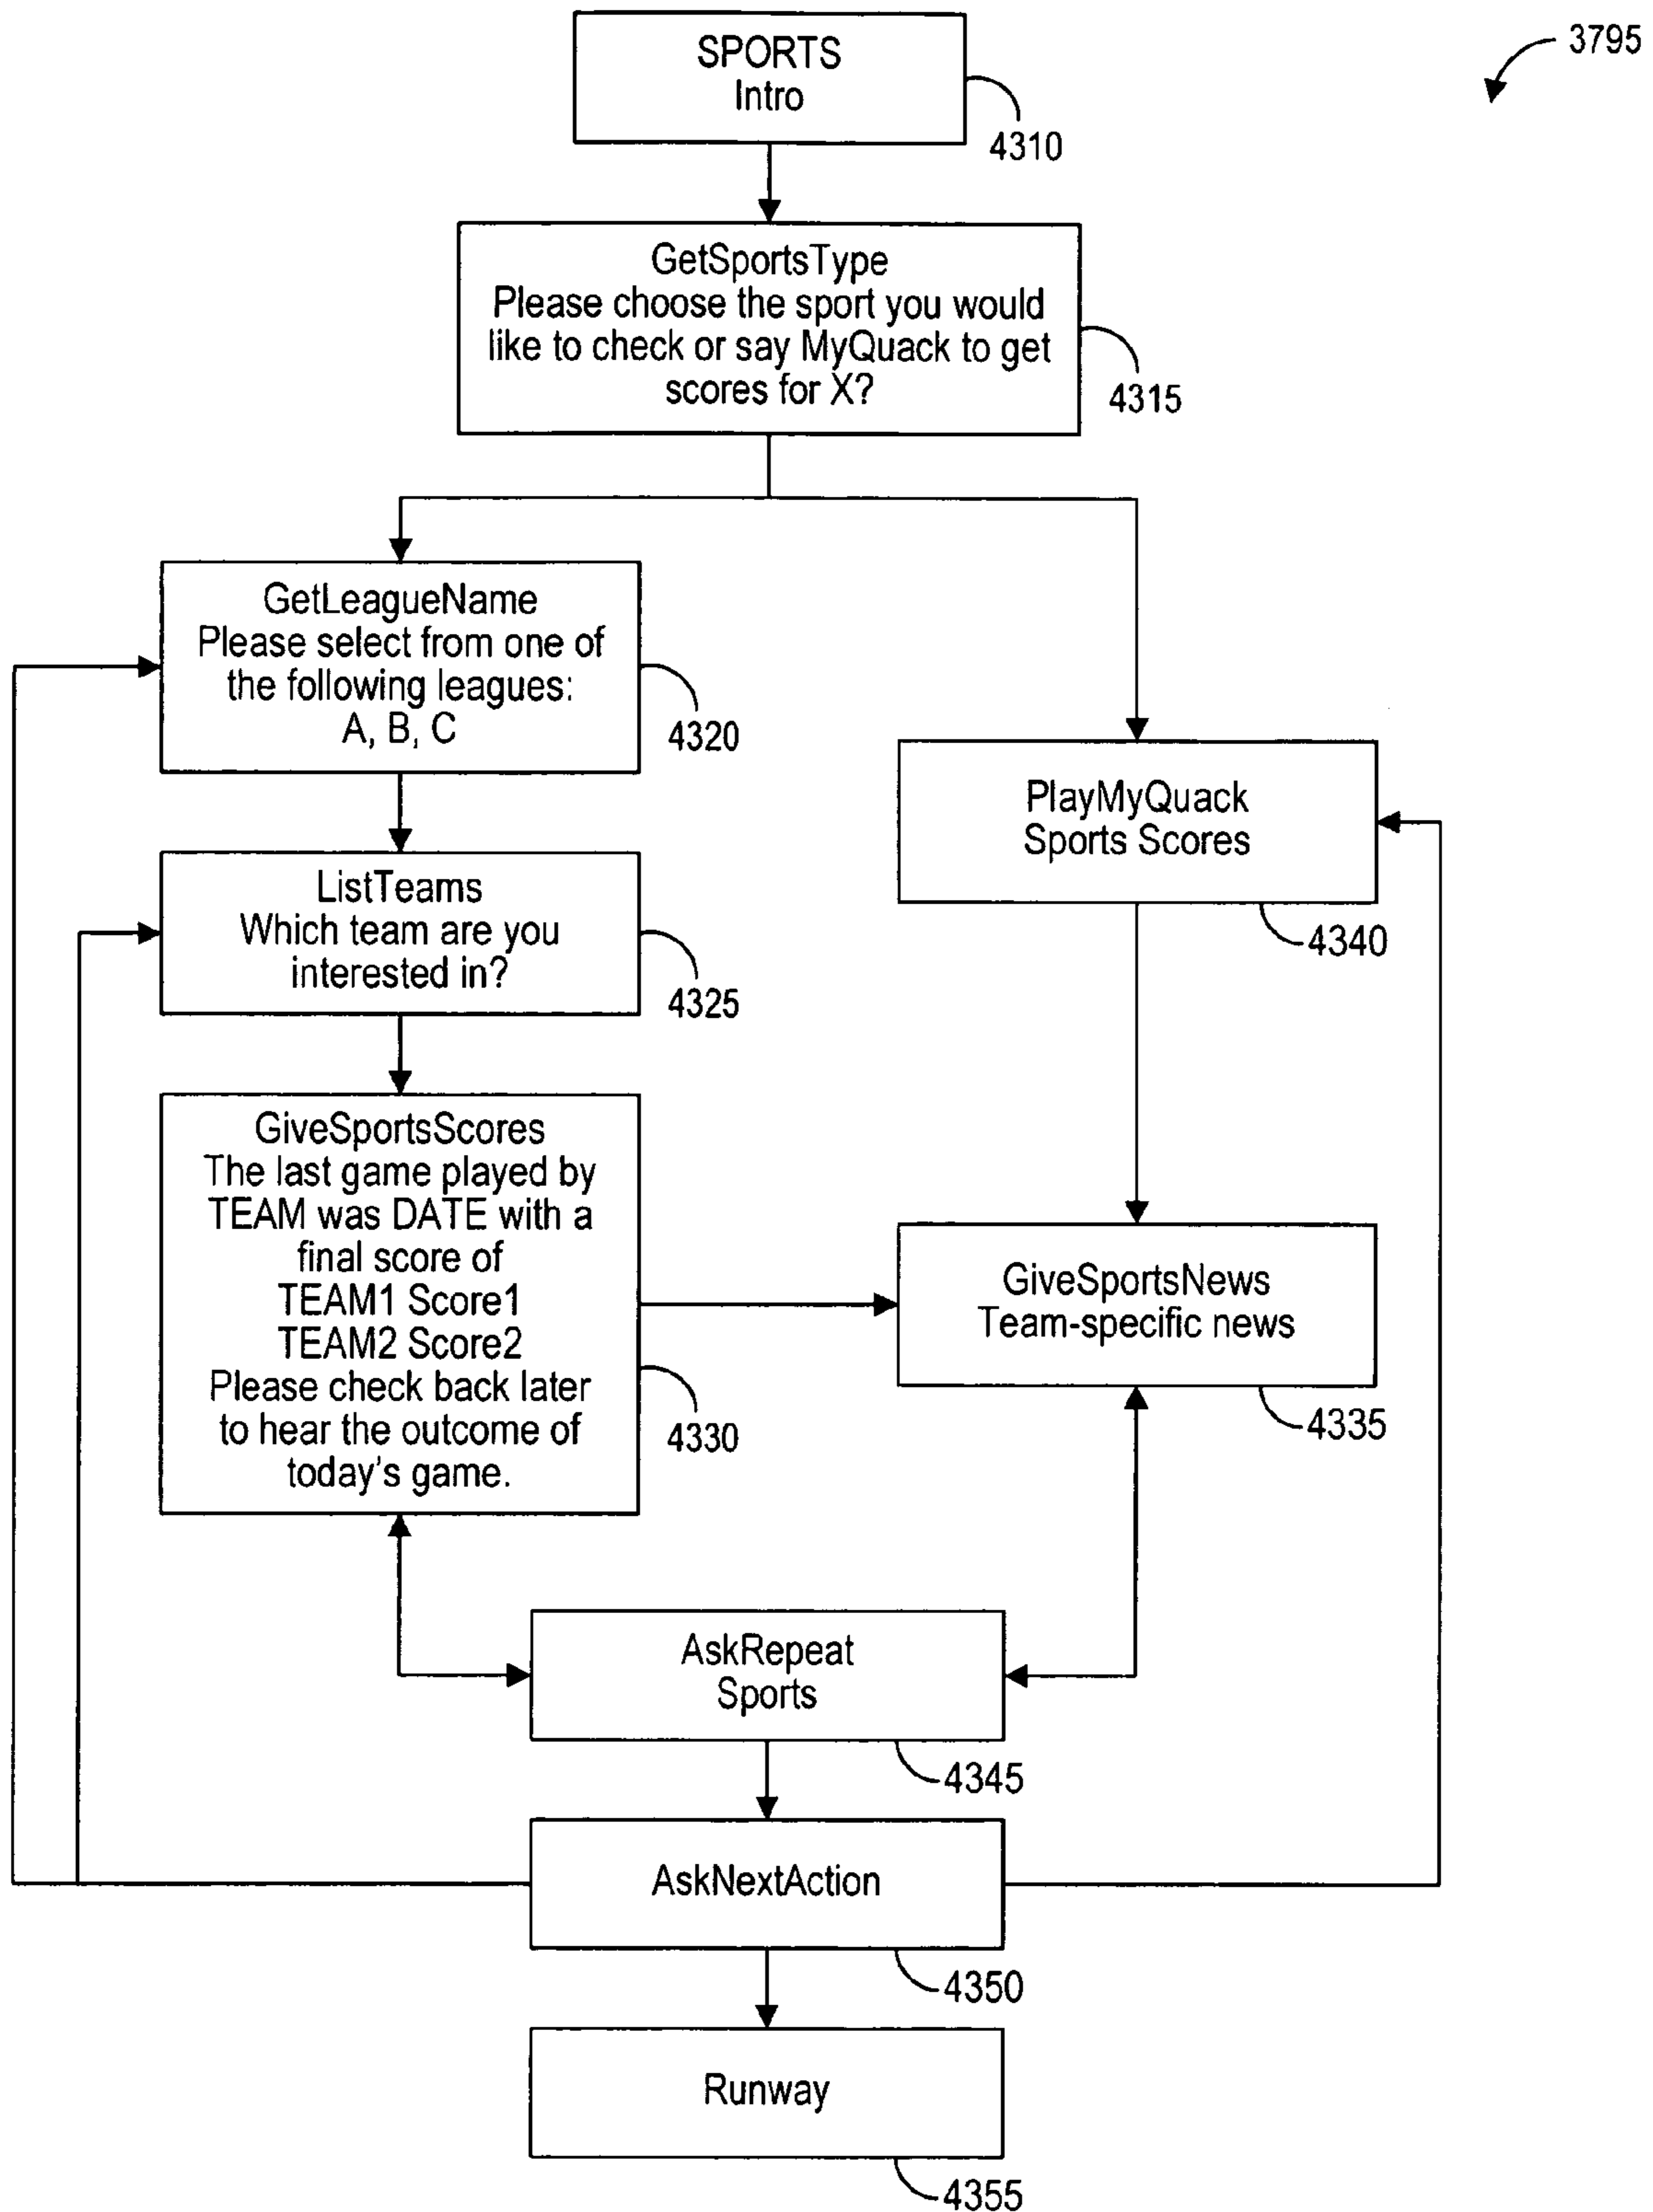 3795
SPORTS
Intro
4310
GetSportsType
Please choose the sport you would
like to check or say MyQuack to get
scores for X?
4315
GetLeagueName
Please select from one of
the following leagues:
A, B, C
4320
PlayMyQuack
Sports Scores
4340
ListTeams
Which team are you
interested in?
4325
GiveSportsScores
The last game played by
TEAM was DATE with a
final score of
TEAM1 Score1
TEAM2 Score2
Please check back later
to hear the outcome of
today's game.
4330
GiveSportsNews
Team-specific news
4335
AskRepeat
Sports
4345
AskNextAction
4350
Runway
4355